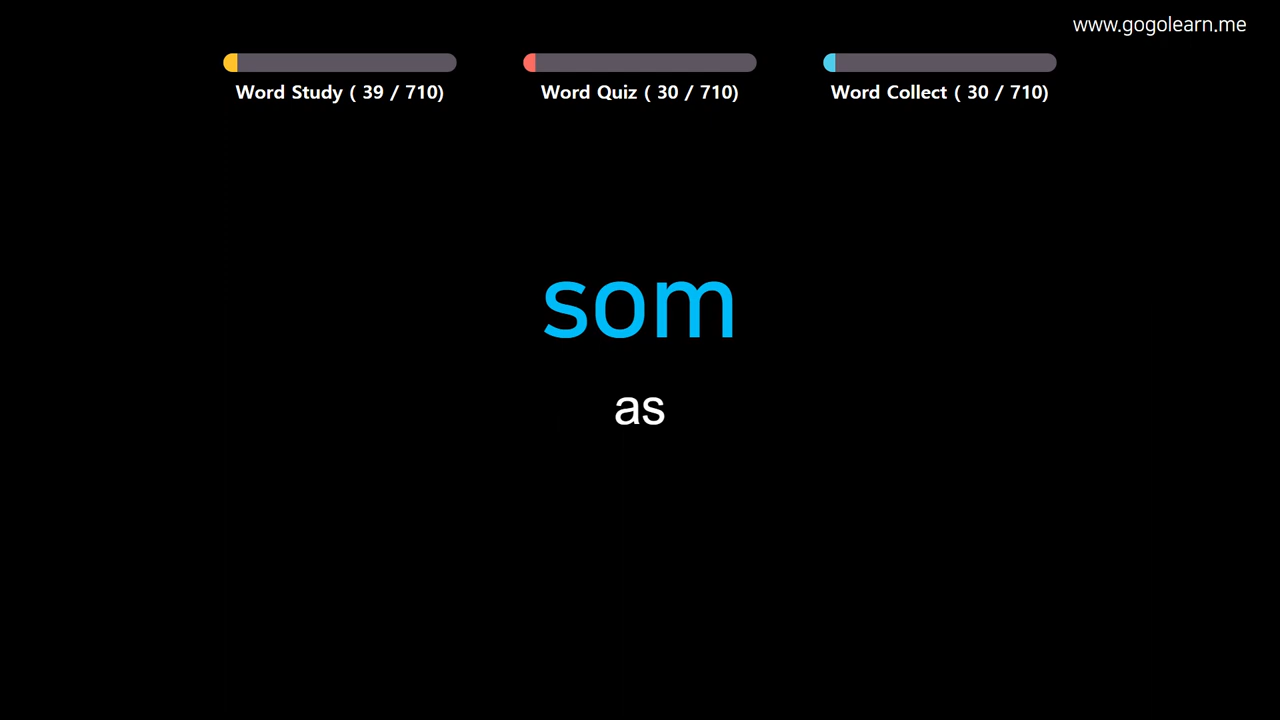 www.gogolearn.me
Word Study ( 39 / 710)
Word Quiz ( 30 / 710)
Word Collect ( 30 / 710)
som
as